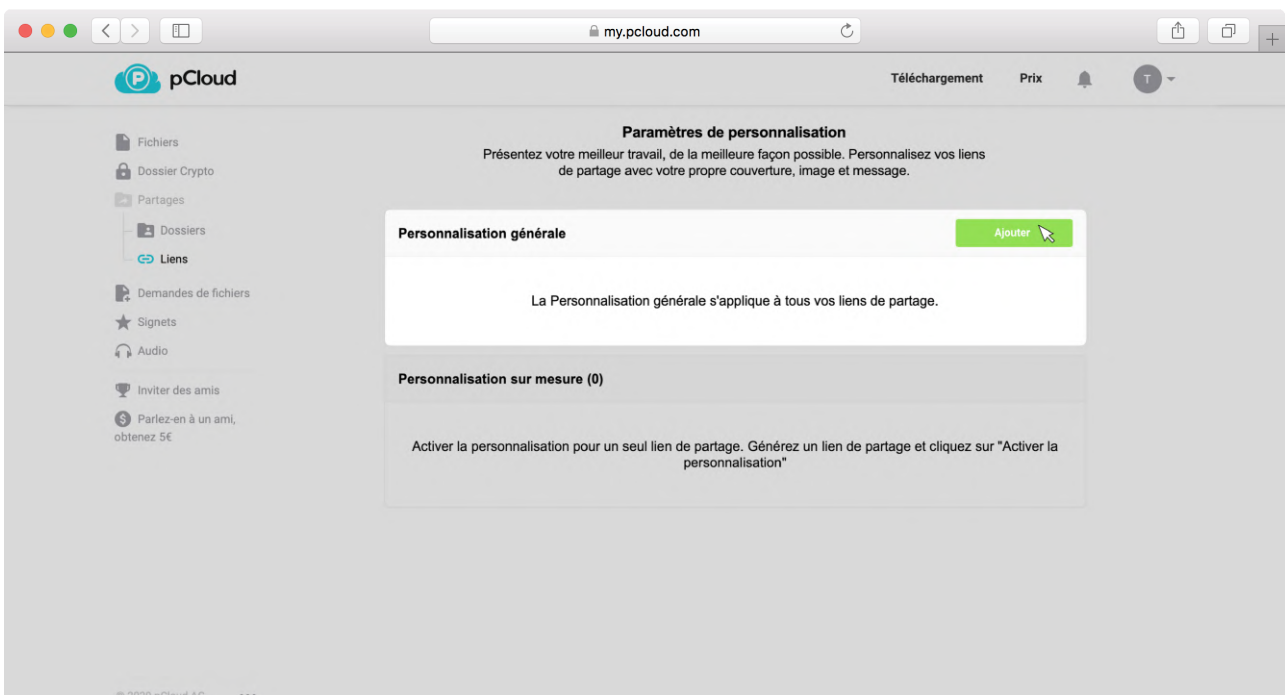 my.pcloud.com
pCloud
Téléchargement Prix T
Fichiers
Dossier Crypto
Partages
Dossiers
Liens
Demandes de fichiers
Signets
Audio
Inviter des amis
Parlez-en à un ami,
obtenez 5€
Paramètres de personnalisation
Présentez votre meilleur travail, de la meilleure façon possible. Personnalisez vos liens
de partage avec votre propre couverture, image et message.
Personnalisation générale Ajouter
La Personnalisation générale s'applique à tous vos liens de partage.
Personnalisation sur mesure (0)
Activer la personnalisation pour un seul lien de partage. Générez un lien de partage et cliquez sur "Activer la
personnalisation"
© 2020 pCloud AG